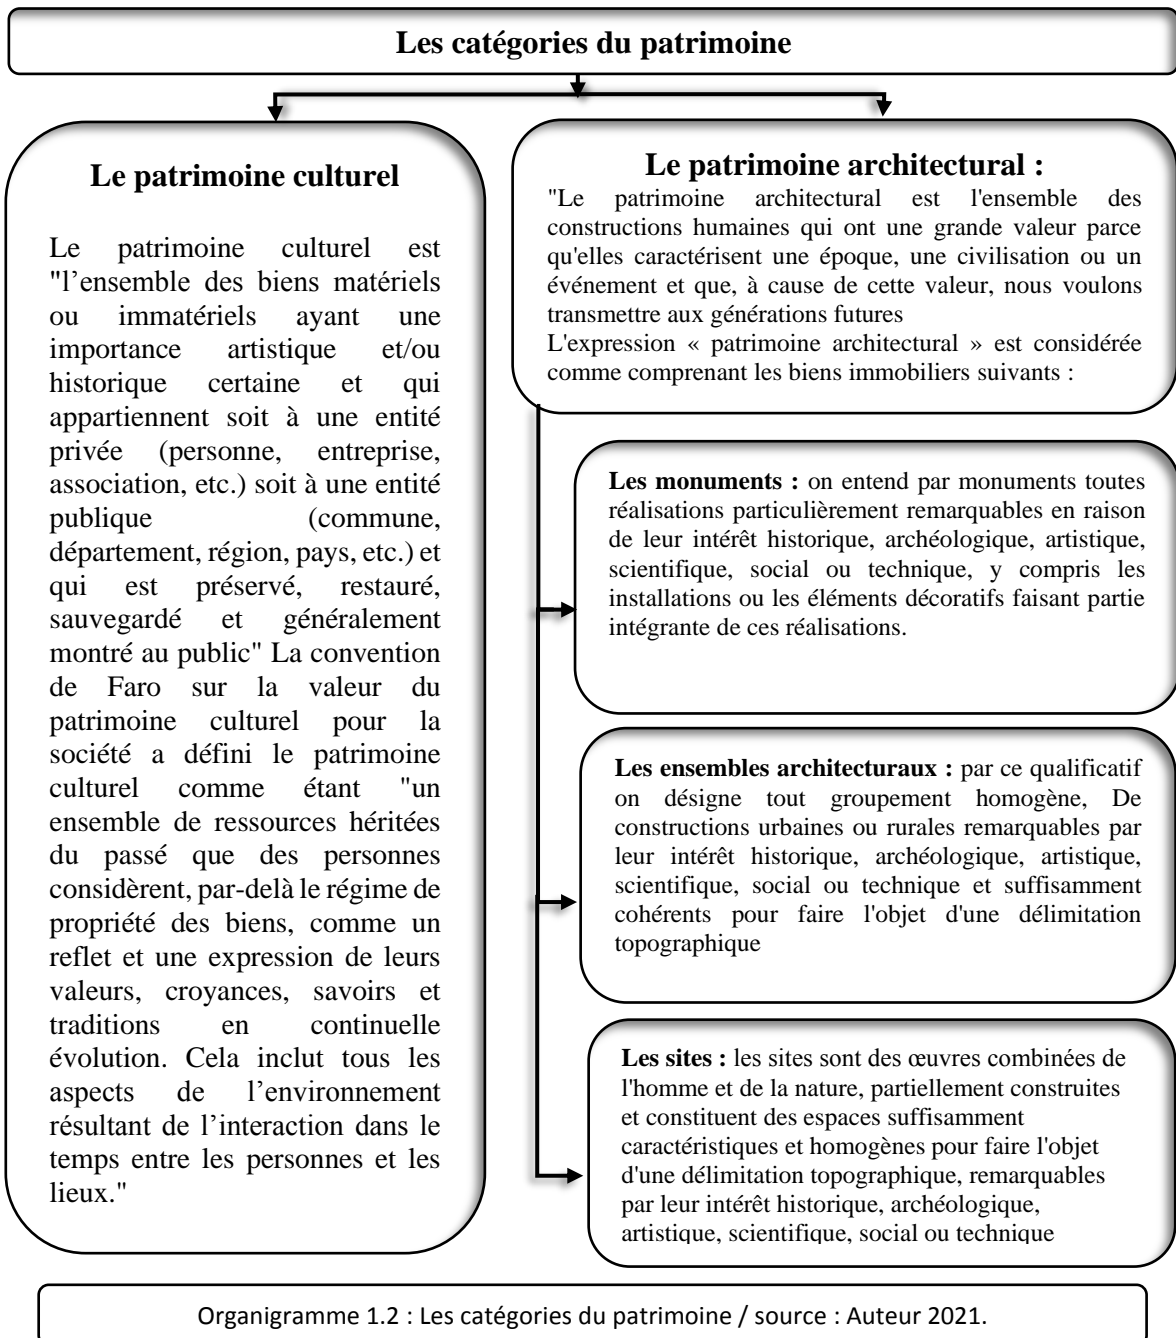 Les catégories du patrimoine
Le patrimoine culturel
Le patrimoine culturel est
"l’ensemble des biens matériels
ou immatériels ayant une
importance artistique et/ou
historique certaine et qui
appartiennent soit à une entité
privée (personne, entreprise,
association, etc.) soit à une entité
publique (commune,
département, région, pays, etc.) et
qui est préservé, restauré,
sauvegardé et généralement
montré au public" La convention
de Faro sur la valeur du
patrimoine culturel pour la
société a défini le patrimoine
culturel comme étant "un
ensemble de ressources héritées
du passé que des personnes
considèrent, par-delà le régime de
propriété des biens, comme un
reflet et une expression de leurs
valeurs, croyances, savoirs et
traditions en continuelle
évolution. Cela inclut tous les
aspects de l’environnement
résultant de l’interaction dans le
temps entre les personnes et les
lieux."
Le patrimoine architectural :
"Le patrimoine architectural est l'ensemble des
constructions humaines qui ont une grande valeur parce
qu'elles caractérisent une époque, une civilisation ou un
événement et que, à cause de cette valeur, nous voulons
transmettre aux générations futures
L'expression « patrimoine architectural » est considérée
comme comprenant les biens immobiliers suivants :
Les monuments : on entend par monuments toutes
réalisations particulièrement remarquables en raison
de leur intérêt historique, archéologique, artistique,
scientifique, social ou technique, y compris les
installations ou les éléments décoratifs faisant partie
intégrante de ces réalisations.
Les ensembles architecturaux : par ce qualificatif
on désigne tout groupement homogène, De
constructions urbaines ou rurales remarquables par
leur intérêt historique, archéologique, artistique,
scientifique, social ou technique et suffisamment
cohérents pour faire l'objet d'une délimitation
topographique
Les sites : les sites sont des œuvres combinées de
l'homme et de la nature, partiellement construites
et constituent des espaces suffisamment
caractéristiques et homogènes pour faire l'objet
d'une délimitation topographique, remarquables
par leur intérêt historique, archéologique,
artistique, scientifique, social ou technique
Organigramme 1.2 : Les catégories du patrimoine / source : Auteur 2021.